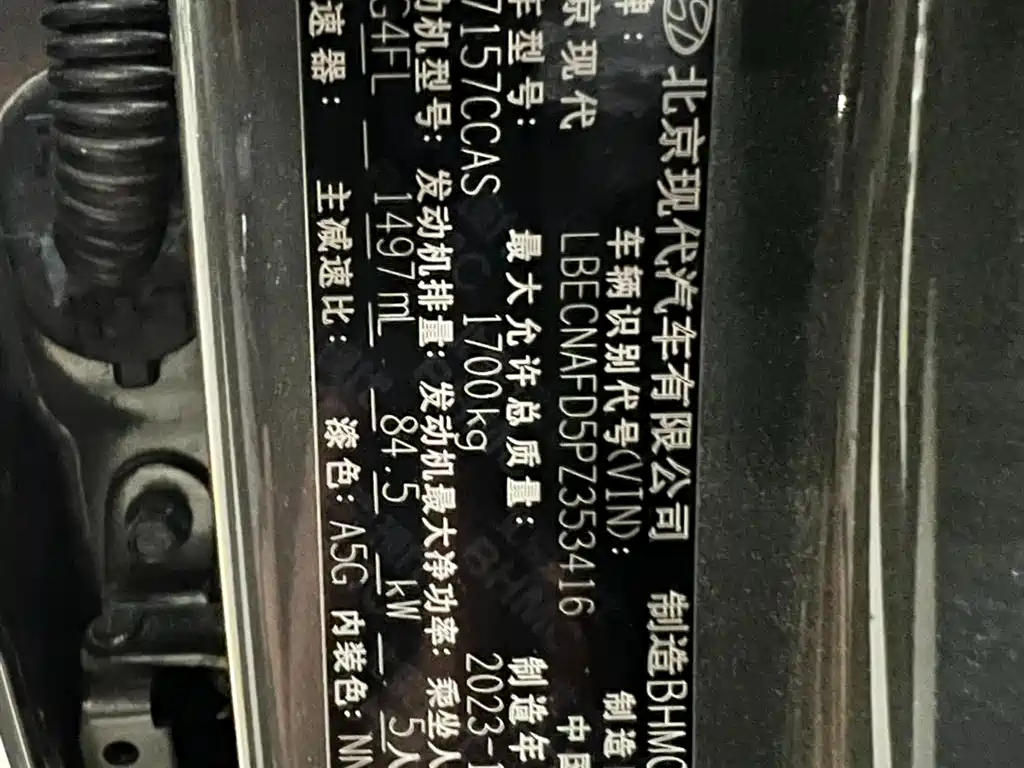 北京现代汽车有限公司 制造BHMC
牌: 车辆识别代号(VIN): 制造
京现代 LBECNAFD5PZ353416 中国
车型号: 最大允许总质量: 制造年
7157CCAS 1700kg 2023-1
动机型号: 发动机排量: 发动机最大净功率: 乘坐人
G4FL 1497mL 84.5 kW 5人
速器: 主减速比: 漆色: A5G 内装色: NN